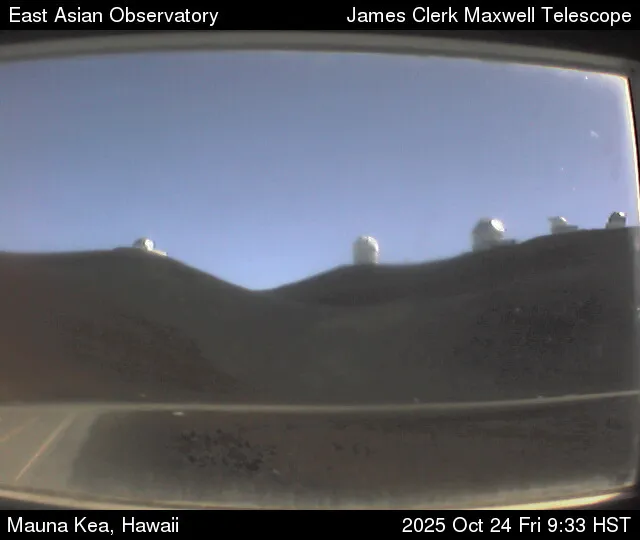 East Asian Observatory
James Clerk Maxwell Telescope
Mauna Kea, Hawaii
2025 Oct 24 Fri 9:33 HST